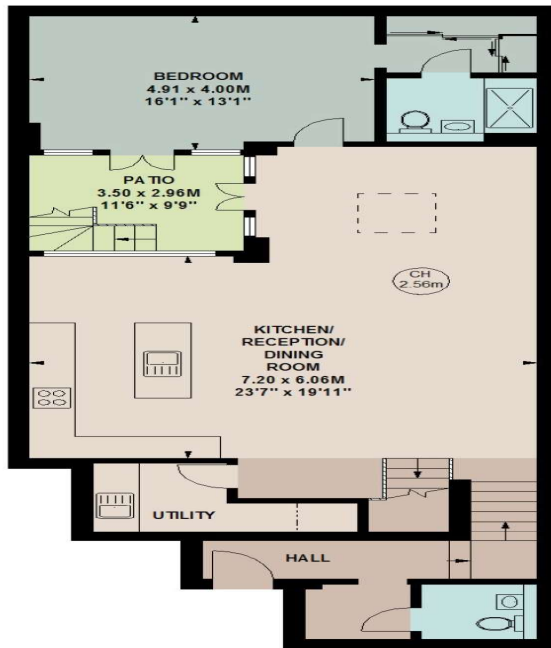 BEDROOM
4.91 x 4.00M
16'1" x 13'1"
PATIO
3.50 x 2.96M
11'6" x 9'9"
CH
2.56m
KITCHEN/
RECEPTION/
DINING
ROOM
7.20 x 6.06M
23'7" x 19'11"
UTILITY
HALL